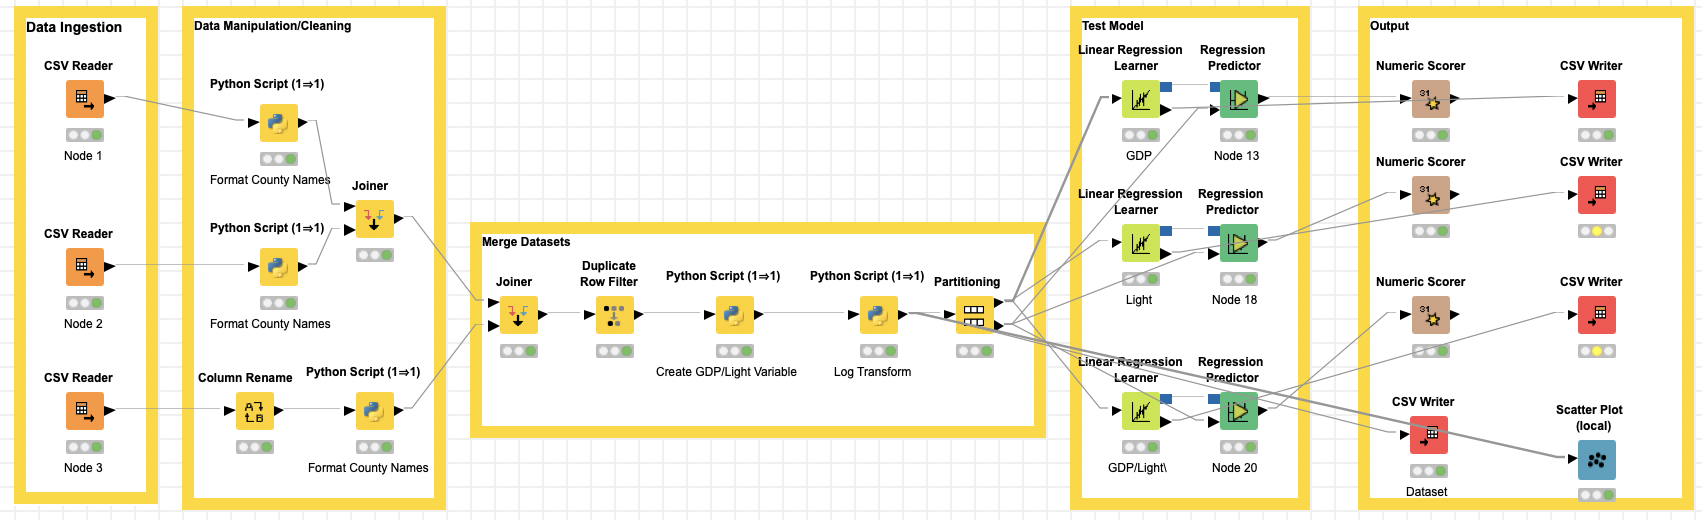 Data Ingestion
CSV Reader
Node 1
CSV Reader
Node 2
CSV Reader
Node 3
Data Manipulation/Cleaning
Python Script (1⇒1)
Format County Names
Python Script (1⇒1)
Format County Names
Joiner
Column Rename
Python Script (1⇒1)
Format County Names
Merge Datasets
Joiner
Duplicate
Row Filter
Python Script (1⇒1)
Create GDP/Light Variable
Python Script (1⇒1)
Log Transform
Partitioning
Test Model
Linear Regression
Learner
GDP
Regression
Predictor
Node 13
Linear Regression
Learner
Light
Regression
Predictor
Node 18
Linear Regression
Learner
GDP/Light\
Regression
Predictor
Node 20
Output
Numeric Scorer
31
CSV Writer
Numeric Scorer
31
CSV Writer
Numeric Scorer
31
CSV Writer
CSV Writer
Dataset
Scatter Plot
(local)